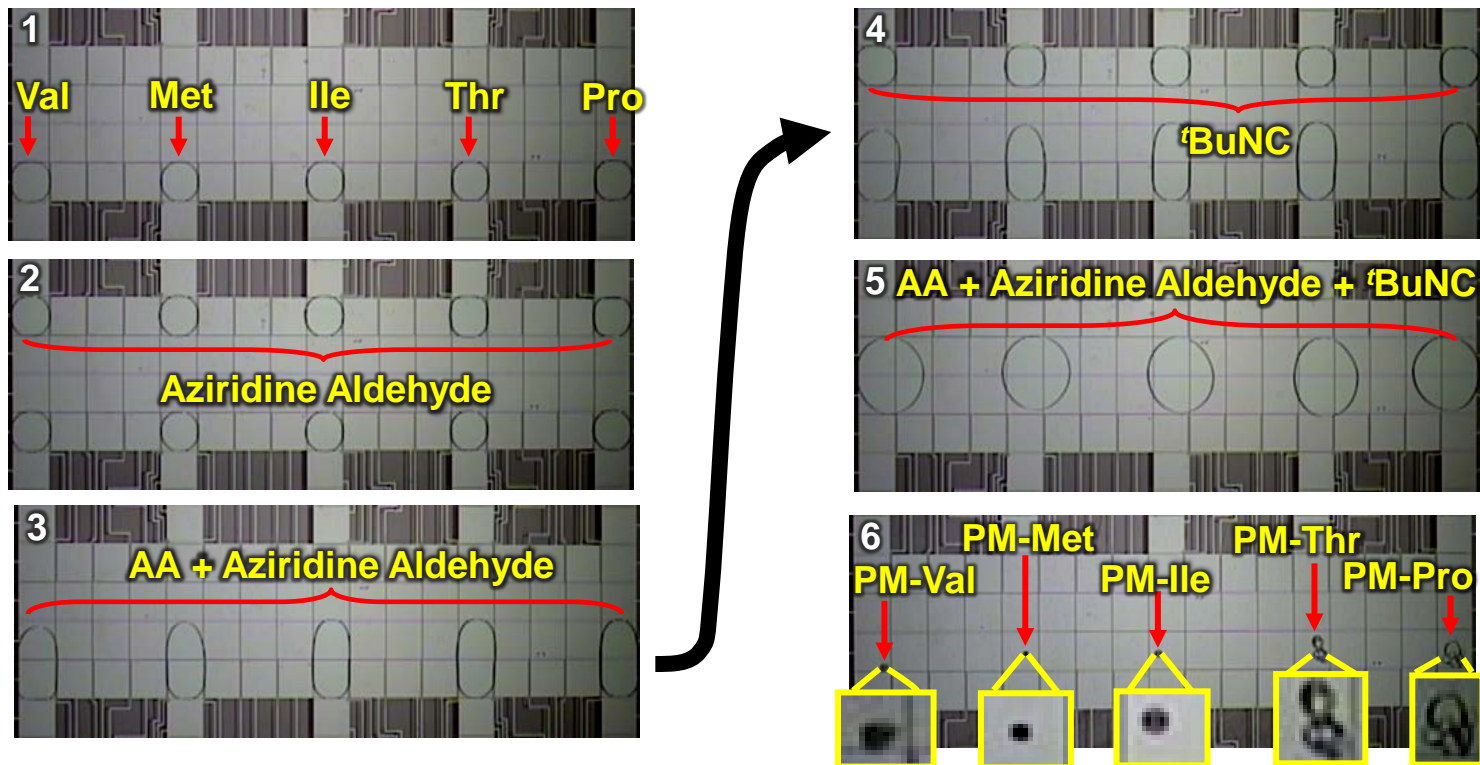 1
Val Met Ile Thr Pro
2
Aziridine Aldehyde
3
AA + Aziridine Aldehyde
4
ᵗBuNC
5 AA + Aziridine Aldehyde + ᵗBuNC
6
PM-Met PM-Thr
PM-Val PM-Ile PM-Pro